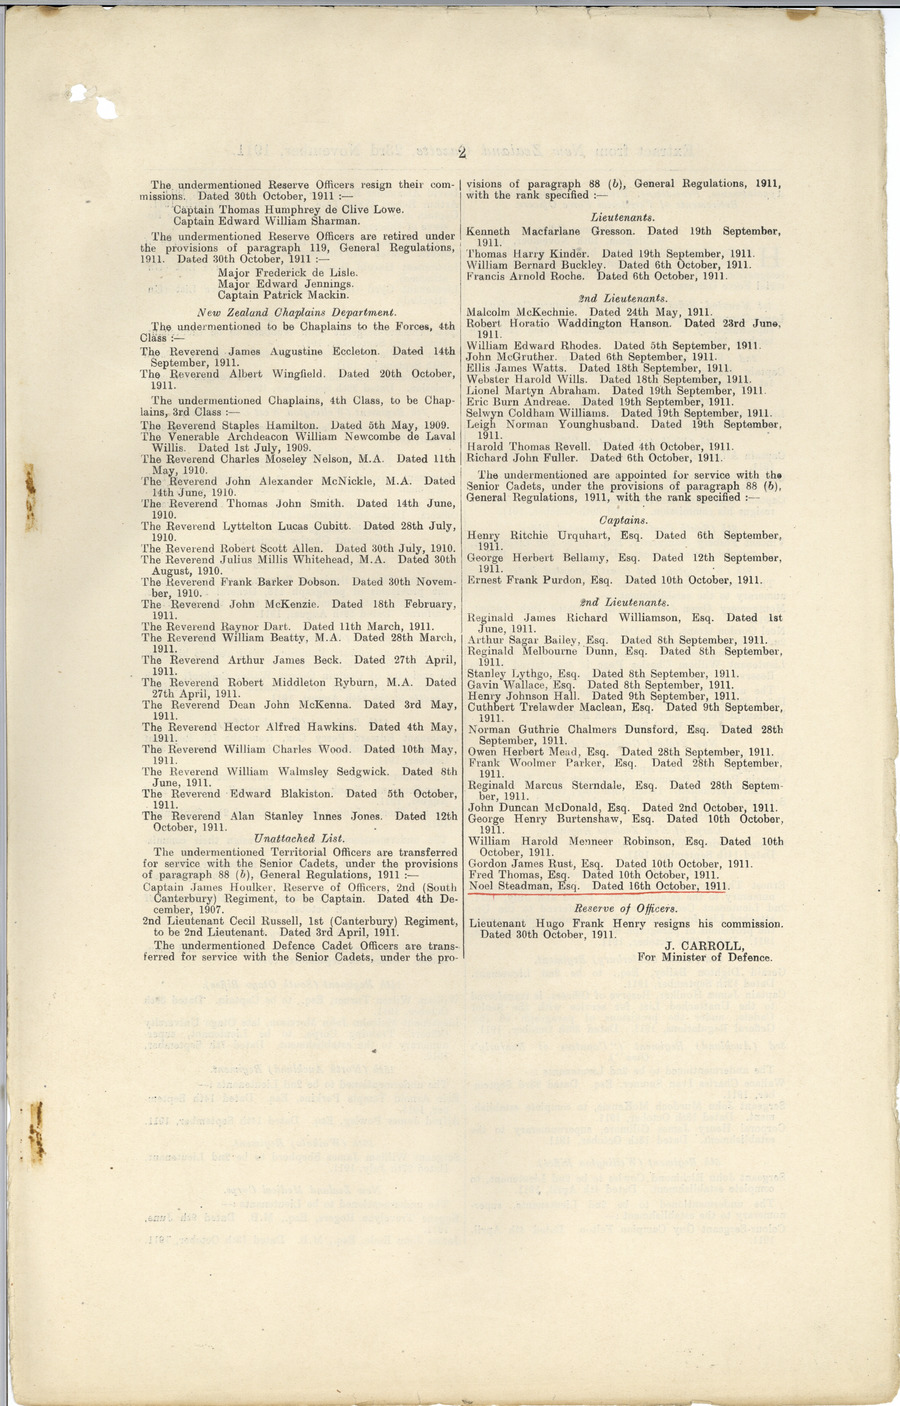 2
The undermentioned Reserve Officers resign their com-
missions. Dated 30th October, 1911 :—
Captain Thomas Humphrey de Clive Lowe.
Captain Edward William Sharman.
The undermentioned Reserve Officers are retired under
the provisions of paragraph 119, General Regulations,
1911. Dated 30th October, 1911 :—
Major Frederick de Lisle.
Major Edward Jennings.
Captain Patrick Mackin.
New Zealand Chaplains Department.
The undermentioned to be Chaplains to the Forces, 4th
Class :—
The Reverend James Augustine Eccleton. Dated 14th
September, 1911.
The Reverend Albert Wingfield. Dated 20th October,
1911.
The undermentioned Chaplains, 4th Class, to be Chap-
lains, 3rd Class :—
The Reverend Staples Hamilton. Dated 5th May, 1909.
The Venerable Archdeacon William Newcombe de Laval
Willis. Dated 1st July, 1909.
The Reverend Charles Moseley Nelson, M.A. Dated 11th
May, 1910.
The Reverend John Alexander McNickle, M.A. Dated
14th June, 1910.
The Reverend Thomas John Smith. Dated 14th June,
1910.
The Reverend Lyttelton Lucas Cubitt. Dated 28th July,
1910.
The Reverend Robert Scott Allen. Dated 30th July, 1910.
The Reverend Julius Millis Whitehead, M.A. Dated 30th
August, 1910.
The Reverend Frank Barker Dobson. Dated 30th Novem-
ber, 1910.
The Reverend John McKenzie. Dated 18th February,
1911.
The Reverend Raynor Dart. Dated 11th March, 1911.
The Reverend William Beatty, M.A. Dated 28th March,
1911.
The Reverend Arthur James Beck. Dated 27th April,
1911.
The Reverend Robert Middleton Ryburn, M.A. Dated
27th April, 1911.
The Reverend Dean John McKenna. Dated 3rd May,
1911.
The Reverend Hector Alfred Hawkins. Dated 4th May,
1911.
The Reverend William Charles Wood. Dated 10th May,
1911.
The Reverend William Walmsley Sedgwick. Dated 8th
June, 1911.
The Reverend Edward Blakiston. Dated 5th October,
1911.
The Reverend Alan Stanley Innes Jones. Dated 12th
October, 1911.
Unattached List.
The undermentioned Territorial Officers are transferred
for service with the Senior Cadets, under the provisions
of paragraph 88 (b), General Regulations, 1911 :—
Captain James Houlker, Reserve of Officers, 2nd (South
Canterbury) Regiment, to be Captain. Dated 4th De-
cember, 1907.
2nd Lieutenant Cecil Russell, 1st (Canterbury) Regiment,
to be 2nd Lieutenant. Dated 3rd April, 1911.
The undermentioned Defence Cadet Officers are trans-
ferred for service with the Senior Cadets, under the pro-
visions of paragraph 88 (b), General Regulations, 1911,
with the rank specified :—
Lieutenants.
Kenneth Macfarlane Gresson. Dated 19th September,
1911.
Thomas Harry Kinder. Dated 19th September, 1911.
William Bernard Buckley. Dated 6th October, 1911.
Francis Arnold Roche. Dated 6th October, 1911.
2nd Lieutenants.
Malcolm McKechnie. Dated 24th May, 1911.
Robert Horatio Waddington Hanson. Dated 23rd June,
1911.
William Edward Rhodes. Dated 5th September, 1911.
John McGruther. Dated 6th September, 1911.
Ellis James Watts. Dated 18th September, 1911.
Webster Harold Wills. Dated 18th September, 1911.
Lionel Martyn Abraham. Dated 19th September, 1911.
Eric Burn Andreae. Dated 19th September, 1911.
Selwyn Coldham Williams. Dated 19th September, 1911.
Leigh Norman Younghusband. Dated 19th September,
1911.
Harold Thomas Revell. Dated 4th October, 1911.
Richard John Fuller. Dated 6th October, 1911.
The undermentioned are appointed for service with the
Senior Cadets, under the provisions of paragraph 88 (b),
General Regulations, 1911, with the rank specified :—
Captains.
Henry Ritchie Urquhart, Esq. Dated 6th September,
1911.
George Herbert Bellamy, Esq. Dated 12th September,
1911.
Ernest Frank Purdon, Esq. Dated 10th October, 1911.
2nd Lieutenants.
Reginald James Richard Williamson, Esq. Dated 1st
June, 1911.
Arthur Sagar Bailey, Esq. Dated 8th September, 1911.
Reginald Melbourne Dunn, Esq. Dated 8th September,
1911.
Stanley Lythgo, Esq. Dated 8th September, 1911.
Gavin Wallace, Esq. Dated 8th September, 1911.
Henry Johnson Hall. Dated 9th September, 1911.
Cuthbert Trelawder Maclean, Esq. Dated 9th September,
1911.
Norman Guthrie Chalmers Dunsford, Esq. Dated 28th
September, 1911.
Owen Herbert Mead, Esq. Dated 28th September, 1911.
Frank Woolmer Parker, Esq. Dated 28th September,
1911.
Reginald Marcus Sterndale, Esq. Dated 28th Septem-
ber, 1911.
John Duncan McDonald, Esq. Dated 2nd October, 1911.
George Henry Burtenshaw, Esq. Dated 10th October,
1911.
William Harold Menneer Robinson, Esq. Dated 10th
October, 1911.
Gordon James Rust, Esq. Dated 10th October, 1911.
Fred Thomas, Esq. Dated 10th October, 1911.
Noel Steadman, Esq. Dated 16th October, 1911.
Reserve of Officers.
Lieutenant Hugo Frank Henry resigns his commission.
Dated 30th October, 1911.
J. CARROLL,
For Minister of Defence.